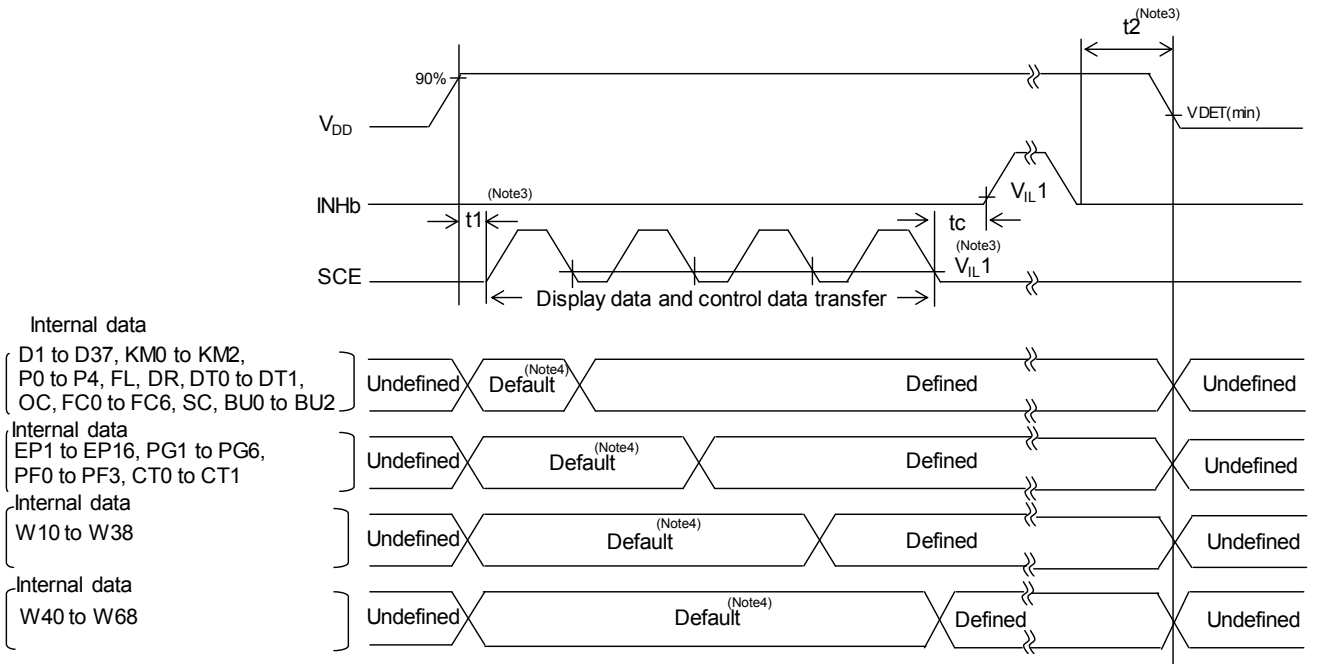 t2(Note3)
90%
VDET(min)
VDD
(Note3)
VIL1
INHb
t1
tc
(Note3)
VIL1
SCE
Display data and control data transfer
Internal data
D1 to D37, KM0 to KM2,
P0 to P4, FL, DR, DT0 to DT1,
OC, FC0 to FC6, SC, BU0 to BU2
Undefined
Default(Note4)
Defined
Undefined
Internal data
EP1 to EP16, PG1 to PG6,
PF0 to PF3, CT0 to CT1
Undefined
Default(Note4)
Defined
Undefined
Internal data
W10 to W38
Undefined
Default(Note4)
Defined
Undefined
Internal data
W40 to W68
Undefined
Default(Note4)
Defined
Undefined